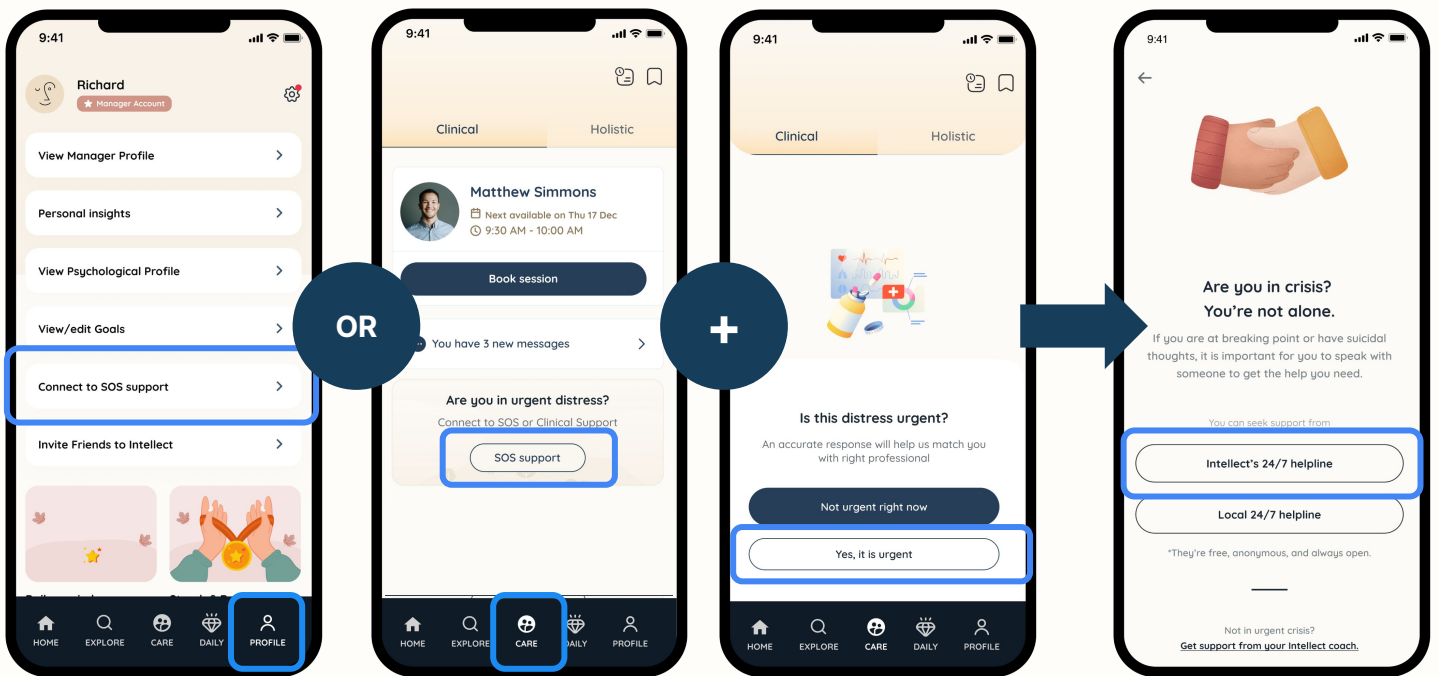 9:41
Richard
Manager Account
View Manager Profile
Personal insights
View Psychological Profile
View/edit Goals
Connect to SOS support
Invite Friends to Intellect
HOME
EXPLORE
CARE
DAILY
PROFILE
OR
9:41
Clinical
Holistic
Matthew Simmons
Next available on Thu 17 Dec
9:30 AM - 10:00 AM
Book session
You have 3 new messages
Are you in urgent distress?
Connect to SOS or Clinical Support
SOS support
HOME
EXPLORE
CARE
DAILY
PROFILE
+
9:41
Clinical
Holistic
Is this distress urgent?
An accurate response will help us match you
with right professional
Not urgent right now
Yes, it is urgent
HOME
EXPLORE
CARE
DAILY
PROFILE
9:41
Are you in crisis?
You're not alone.
If you are at breaking point or have suicidal
thoughts, it is important for you to speak with
someone to get the help you need.
You can seek support from
Intellect's 24/7 helpline
Local 24/7 helpline
*They're free, anonymous, and always open.
Not in urgent crisis?
Get support from your Intellect coach.